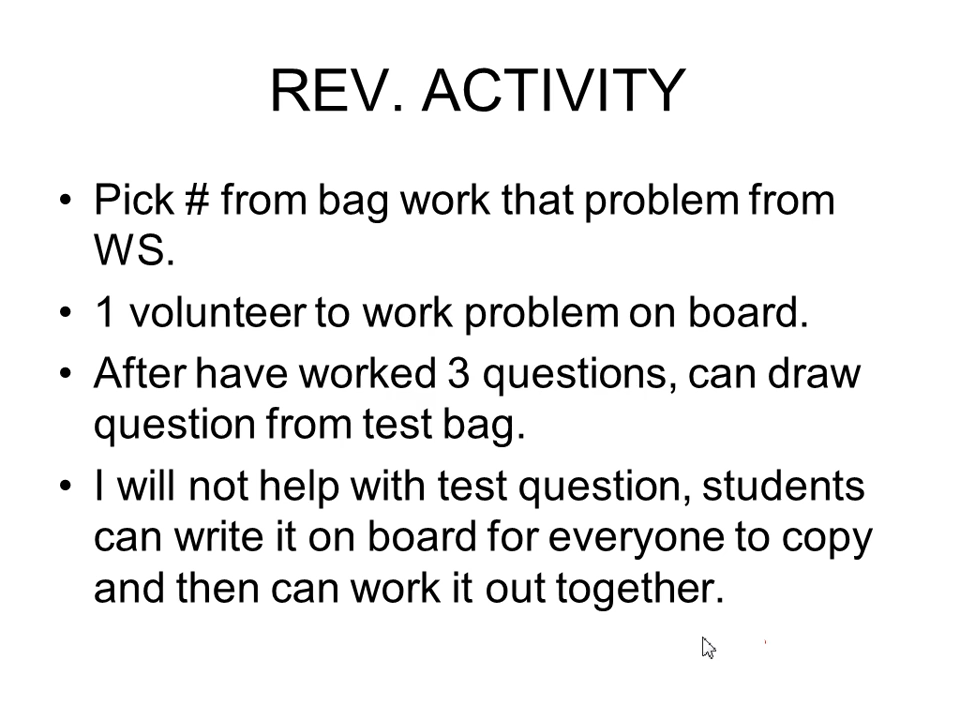 REV. ACTIVITY
• Pick # from bag work that problem from
WS.
• 1 volunteer to work problem on board.
• After have worked 3 questions, can draw
question from test bag.
• I will not help with test question, students
can write it on board for everyone to copy
and then can work it out together.